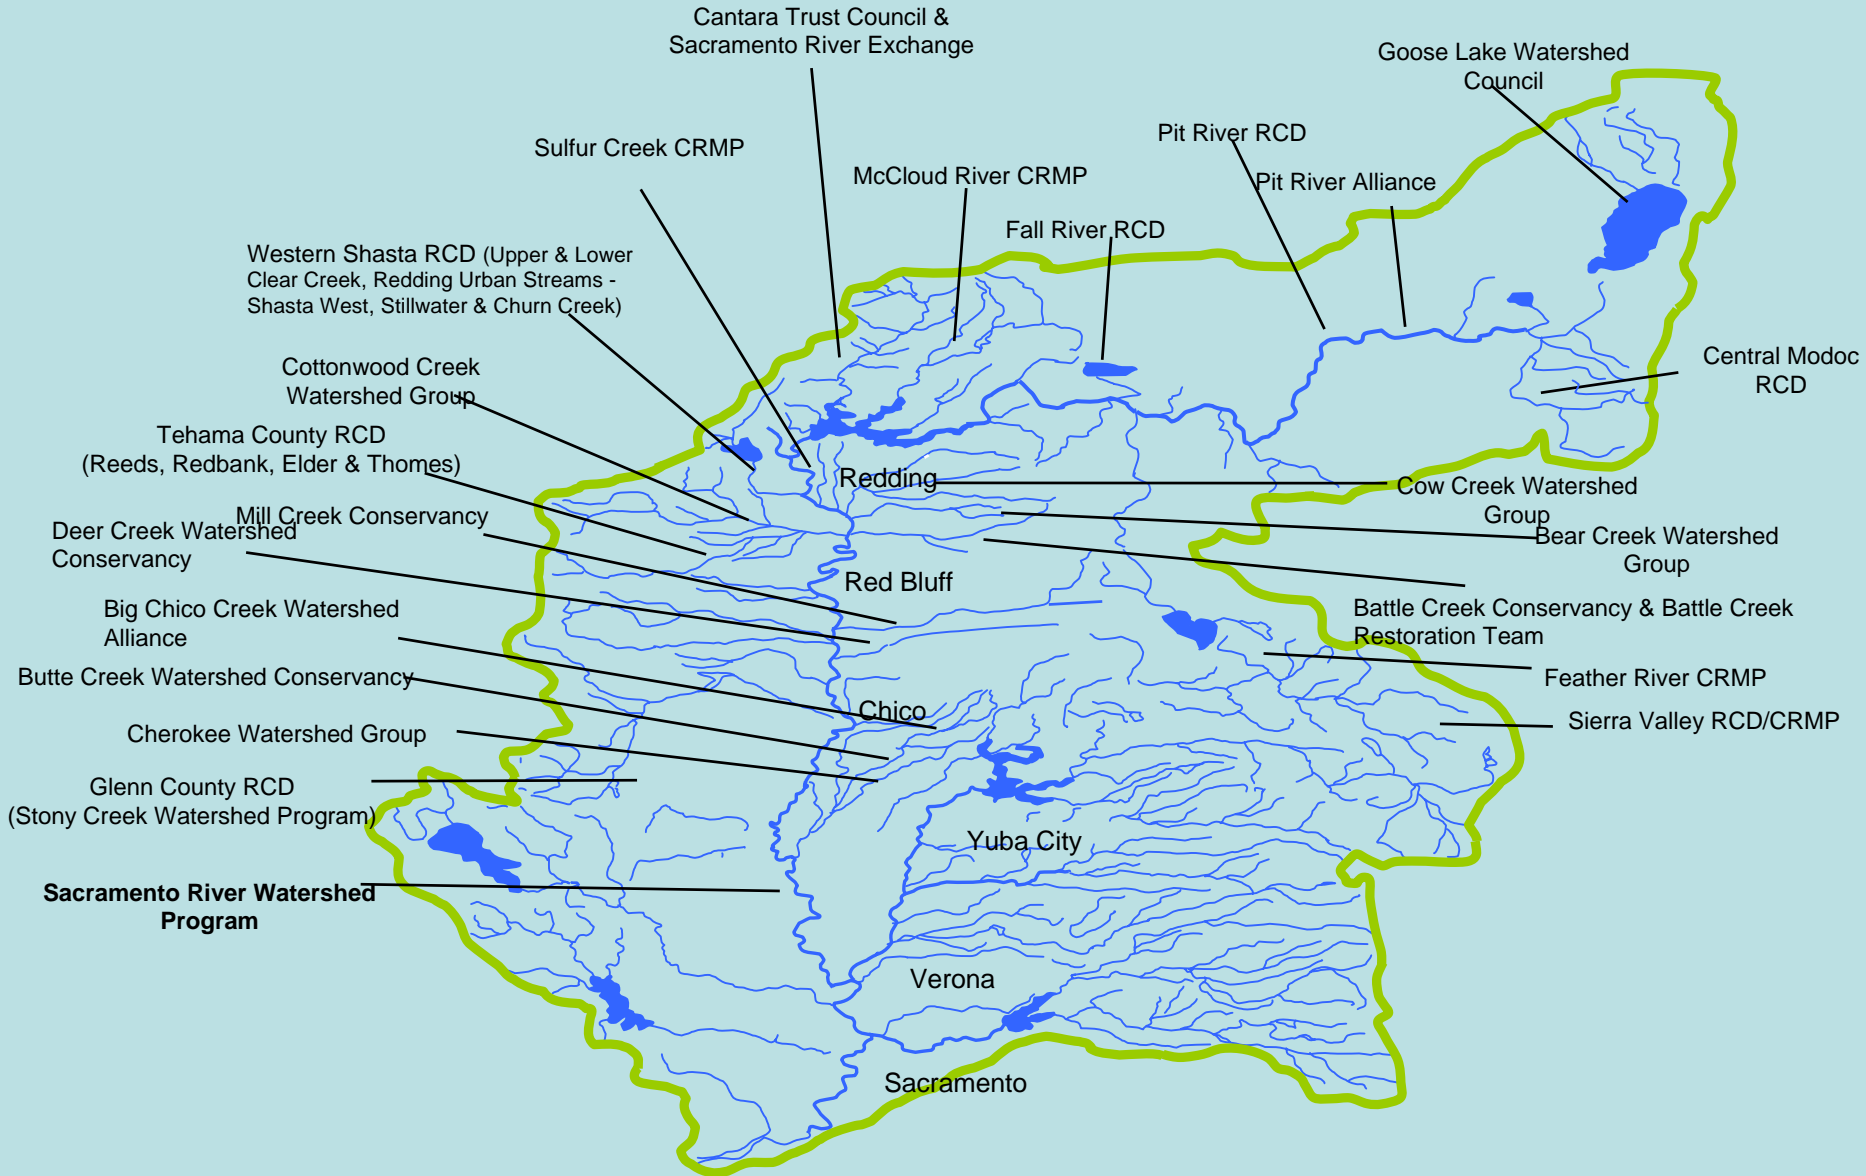 Cantara Trust Council &
Sacramento River Exchange
Goose Lake Watershed
Council
Pit River RCD
Sulfur Creek CRMP
McCloud River CRMP
Pit River Alliance
Fall River RCD
Western Shasta RCD (Upper & Lower
Clear Creek, Redding Urban Streams -
Shasta West, Stillwater & Churn Creek)
Cottonwood Creek
Watershed Group
Central Modoc
RCD
Tehama County RCD
(Reeds, Redbank, Elder & Thomes)
Redding
Cow Creek Watershed
Group
Mill Creek Conservancy
Deer Creek Watershed
Conservancy
Bear Creek Watershed
Group
Red Bluff
Big Chico Creek Watershed
Alliance
Battle Creek Conservancy & Battle Creek
Restoration Team
Butte Creek Watershed Conservancy
Feather River CRMP
Chico
Sierra Valley RCD/CRMP
Cherokee Watershed Group
Glenn County RCD
(Stony Creek Watershed Program)
Yuba City
Sacramento River Watershed
Program
Verona
Sacramento